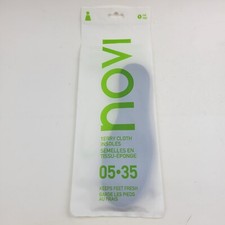 novi
TERRY CLOTH
INSOLES
SEMELLES EN
TISSU-ÉPONGE
05•35
KEEPS FEET FRESH
GARDE LES PIEDS
AU FRAIS